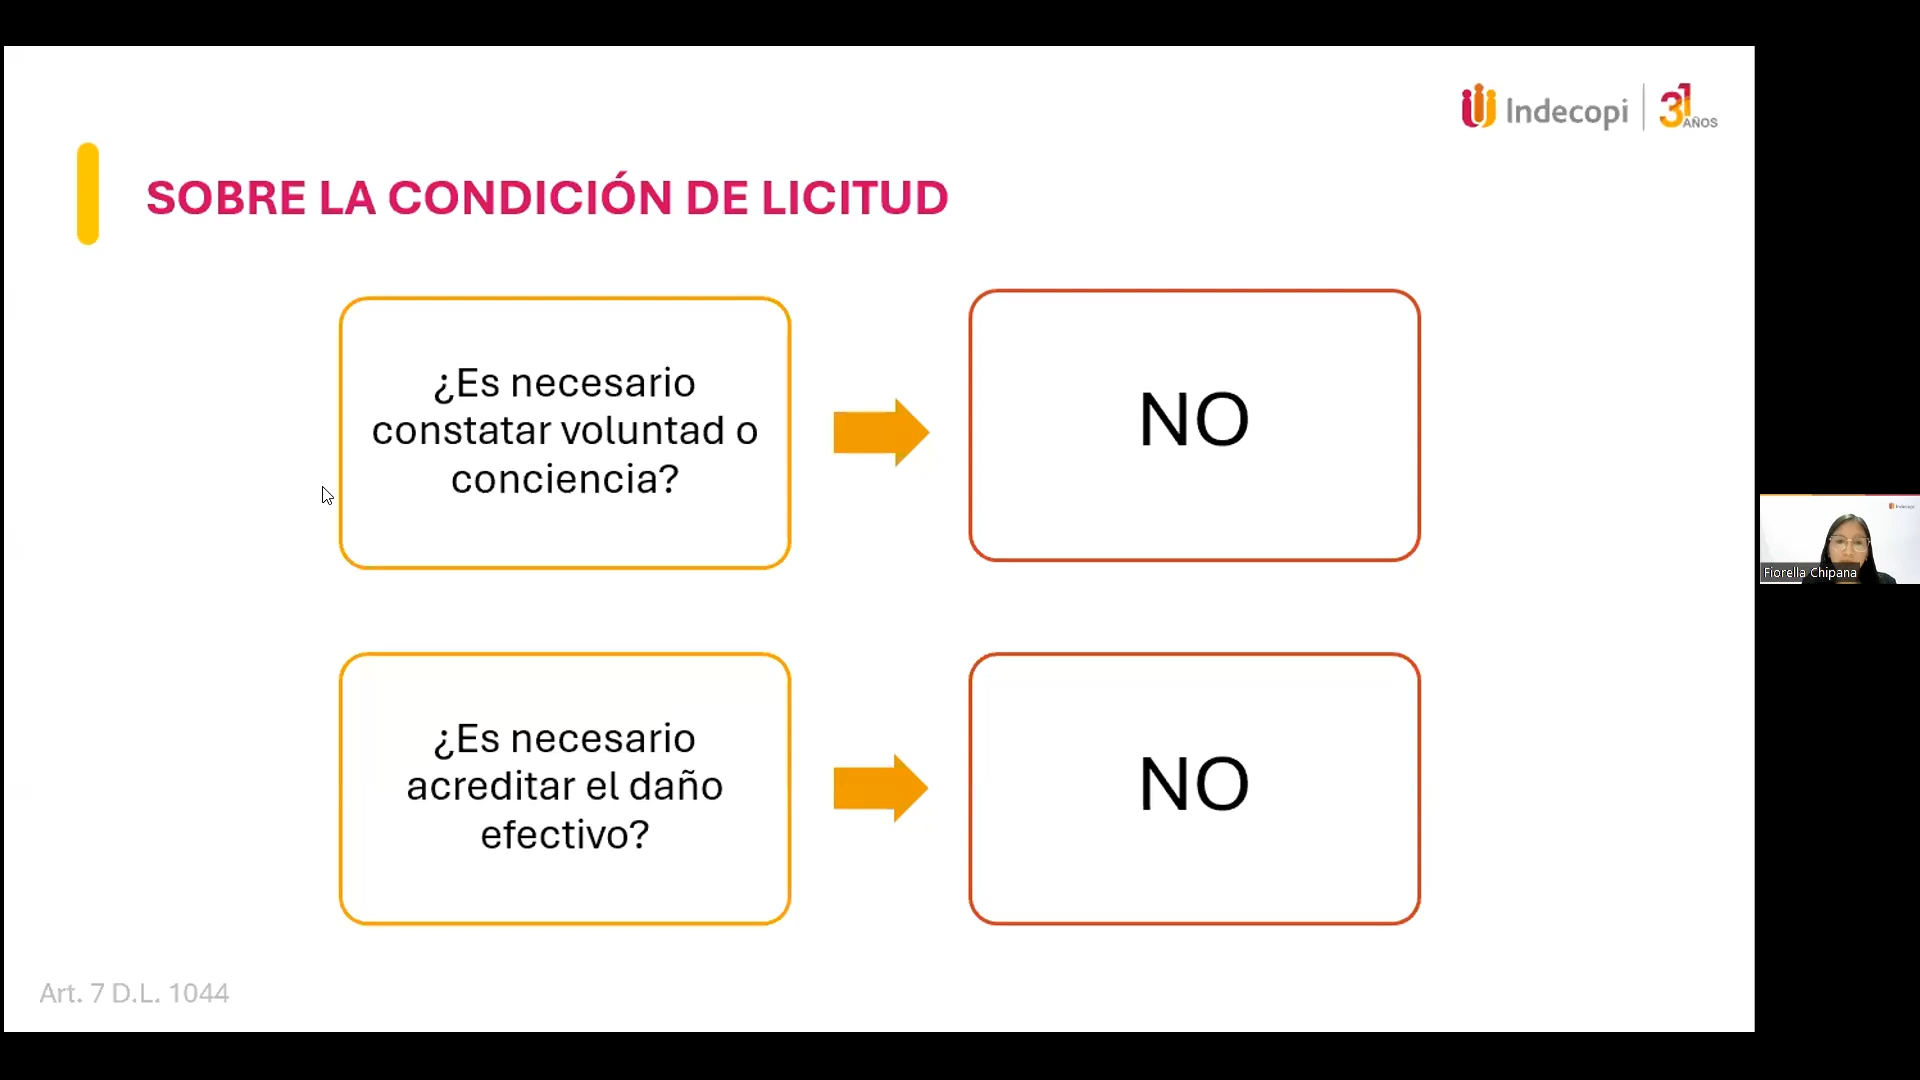 Indecopi
31 AÑOS
SOBRE LA CONDICIÓN DE LICITUD
¿Es necesario
constatar voluntad o
conciencia?
NO
¿Es necesario
acreditar el daño
efectivo?
NO
Art. 7 D.L. 1044
Indecopi
Fiorella Chipana